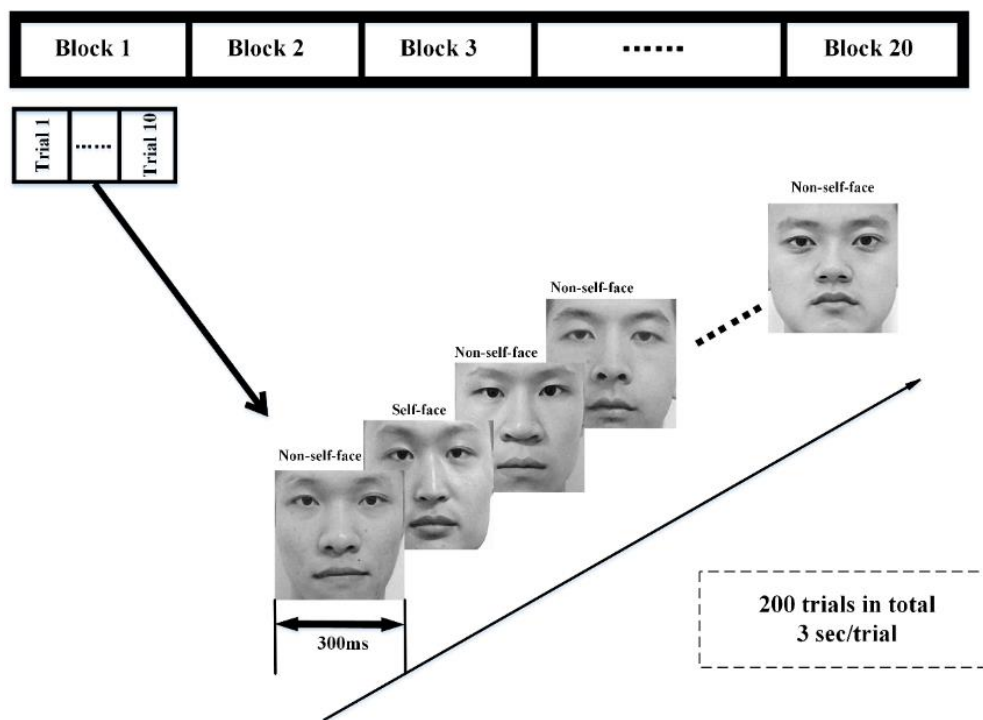 Block 1
Block 2
Block 3
......
Block 20
Trial 1
......
Trial 10
Non-self-face
Non-self-face
Non-self-face
Self-face
Non-self-face
300ms
200 trials in total
3 sec/trial